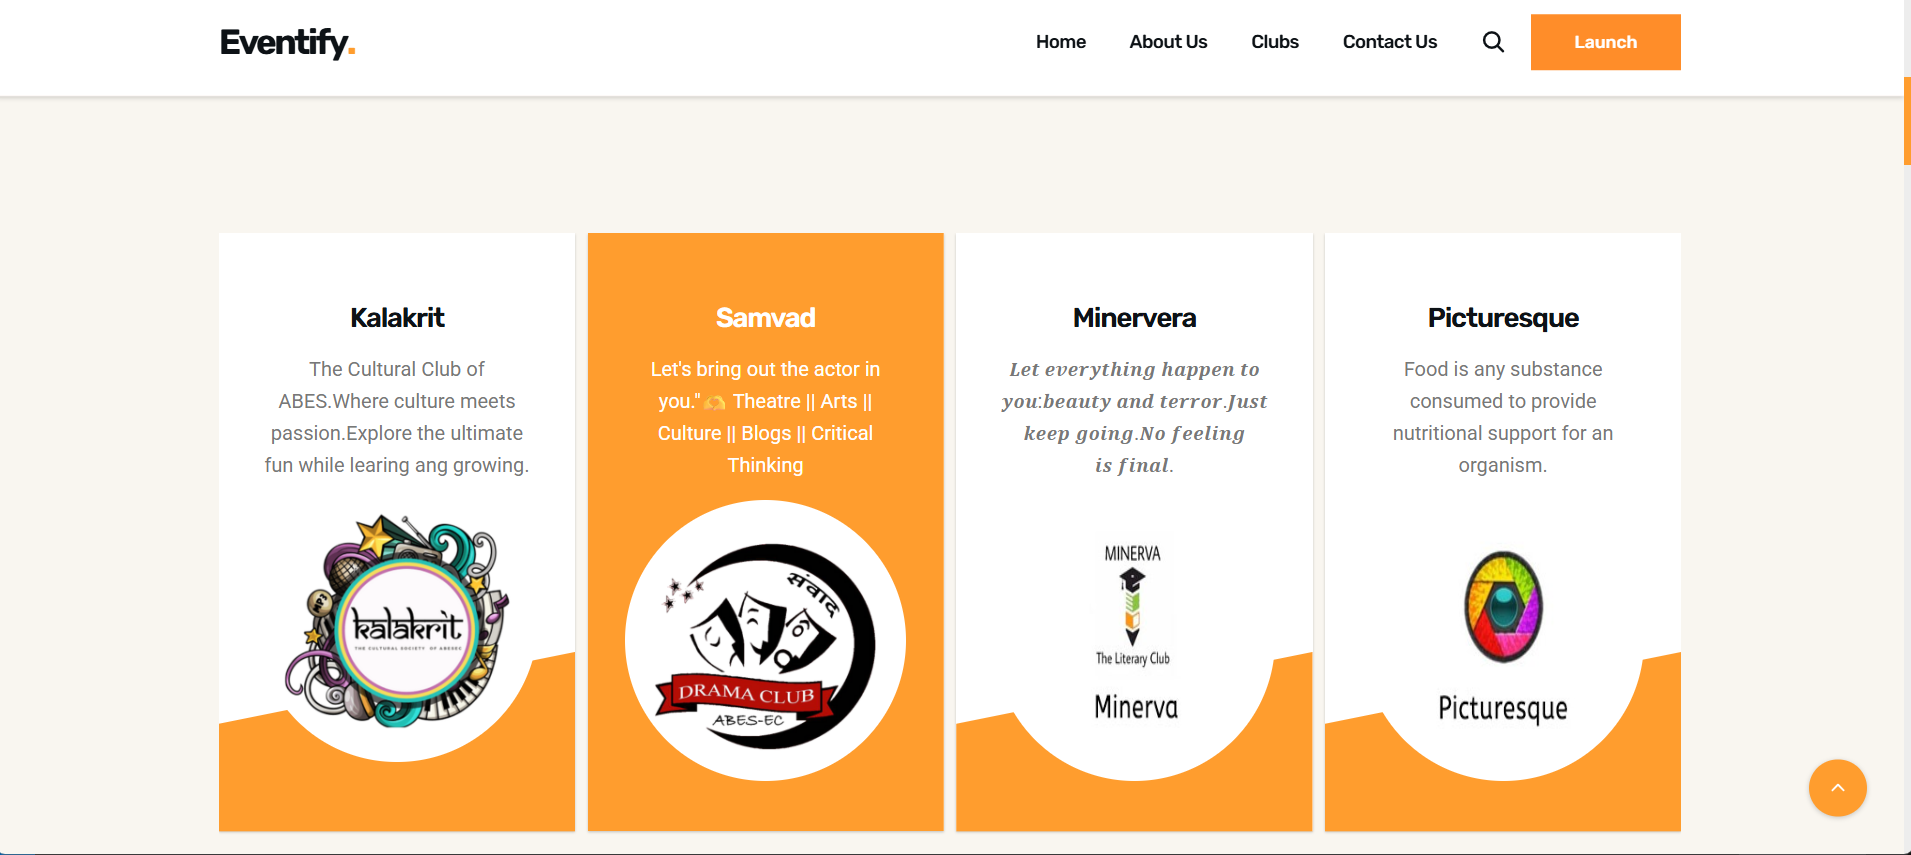 Eventify.
Home About Us Clubs Contact Us Launch
Kalakrit
The Cultural Club of
ABES.Where culture meets
passion.Explore the ultimate
fun while learing ang growing.
MP3
kalakrit
THE CULTURAL SOCIETY OF ABESEC
Samvad
Let's bring out the actor in
you."🫶 Theatre || Arts ||
Culture || Blogs || Critical
Thinking
संवाद
DRAMA CLUB
ABES-EC
Minervera
Let everything happen to
you:beauty and terror.Just
keep going.No feeling
is final.
MINERVA
The Literary Club
Minerva
Picturesque
Food is any substance
consumed to provide
nutritional support for an
organism.
Picturesque